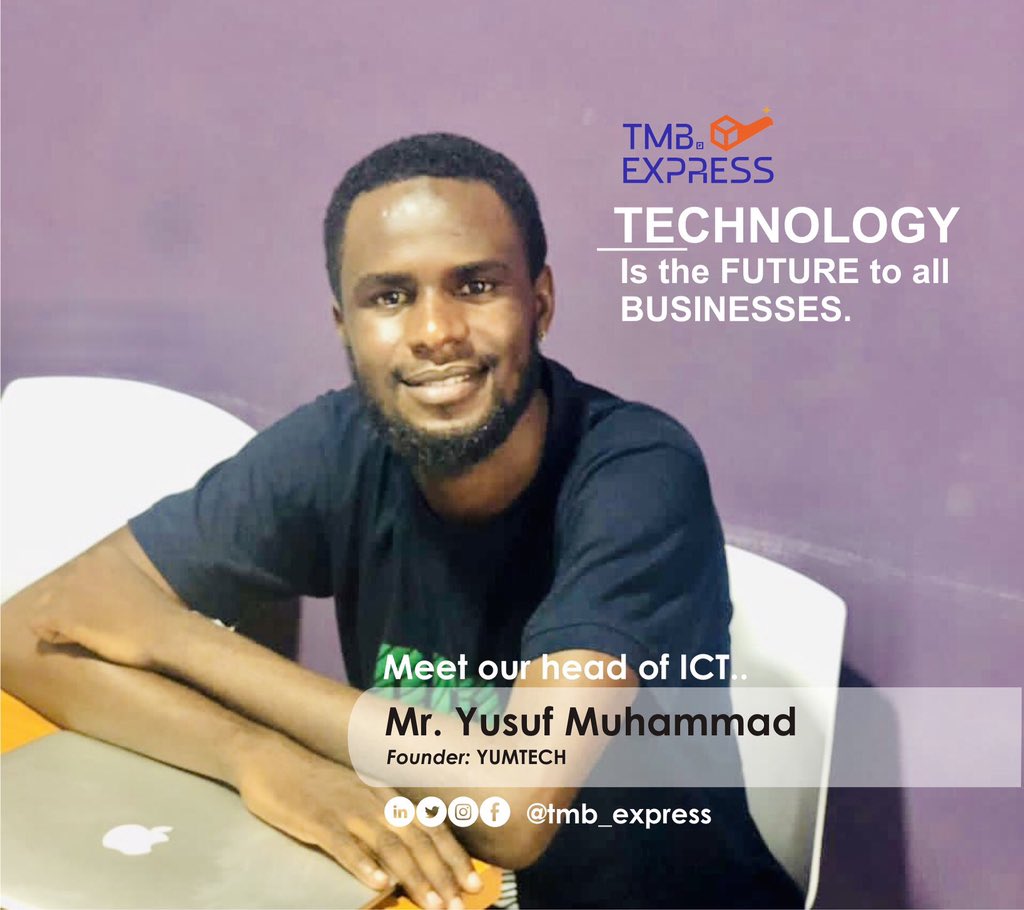 TMB.
EXPRESS
TECHNOLOGY
Is the FUTURE to all
BUSINESSES.
Meet our head of ICT..
Mr. Yusuf Muhammad
Founder: YUMTECH
@tmb_express